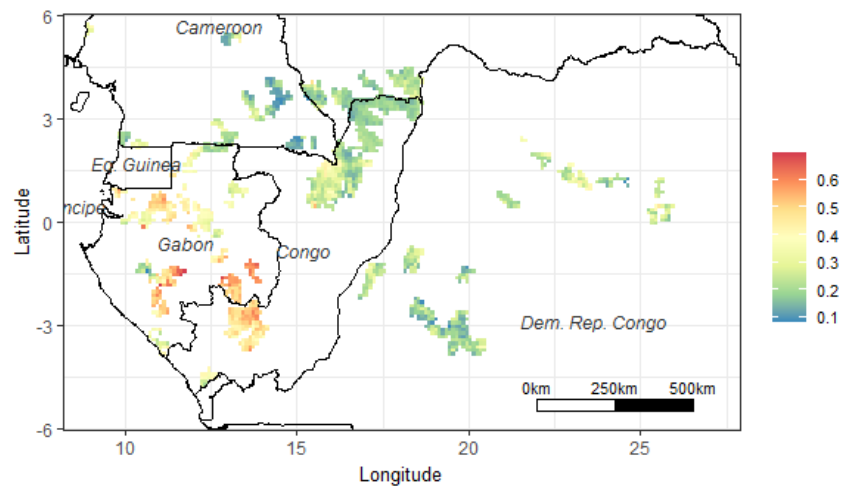 6
Cameroon
3
Eq. Guinea
0.6
ncipe
0.5
0
Gabon
Congo
0.4
0.3
0.2
0.1
-3
Dem. Rep. Congo
0km 250km 500km
-6
10 15 20 25
Longitude
Latitude